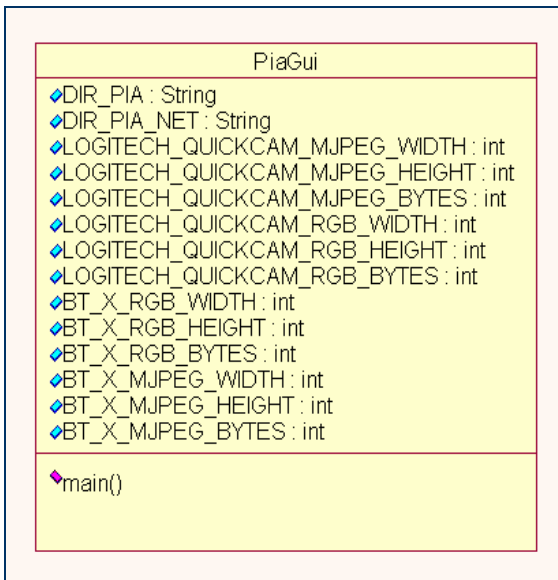 PiaGui
DIR_PIA : String
DIR_PIA_NET : String
LOGITECH_QUICKCAM_MJPEG_WIDTH : int
LOGITECH_QUICKCAM_MJPEG_HEIGHT : int
LOGITECH_QUICKCAM_MJPEG_BYTES : int
LOGITECH_QUICKCAM_RGB_WIDTH : int
LOGITECH_QUICKCAM_RGB_HEIGHT : int
LOGITECH_QUICKCAM_RGB_BYTES : int
BT_X_RGB_WIDTH : int
BT_X_RGB_HEIGHT : int
BT_X_RGB_BYTES : int
BT_X_MJPEG_WIDTH : int
BT_X_MJPEG_HEIGHT : int
BT_X_MJPEG_BYTES : int
main()